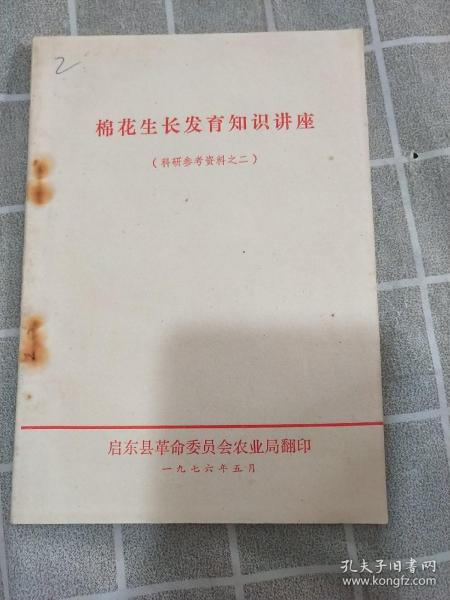 2
棉花生长发育知识讲座
（科研参考资料之二）
启东县革命委员会农业局翻印
一九七六年五月
孔夫子旧书网
www.kongfz.com